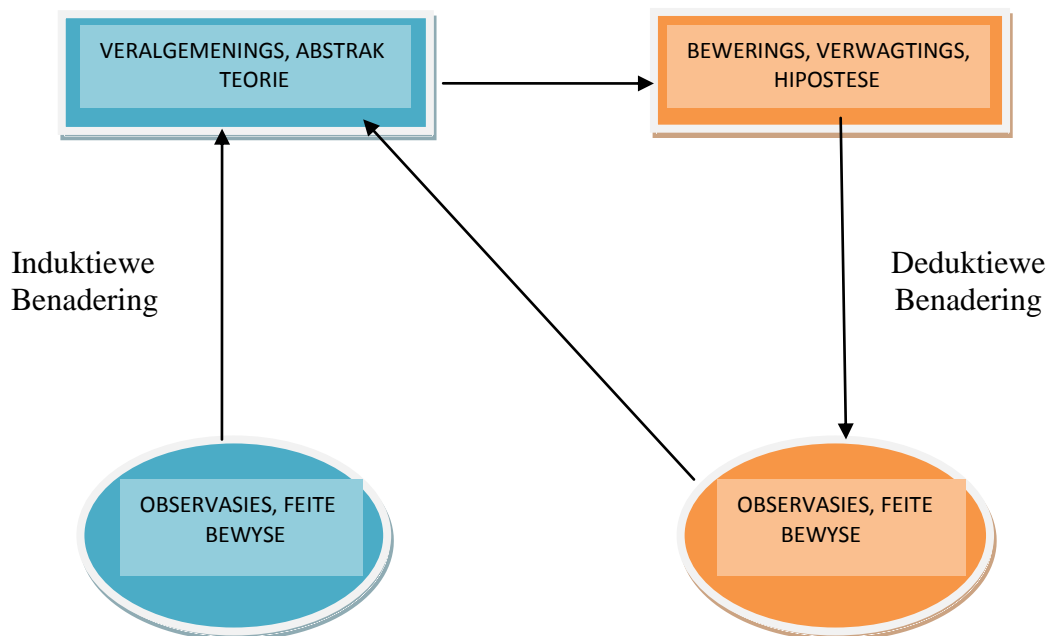 VERALGEMENINGS, ABSTRAK
TEORIE
BEWERINGS, VERWAGTINGS,
HIPOSTESE
Induktiewe
Benadering
Deduktiewe
Benadering
OBSERVASIES, FEITE
BEWYSE
OBSERVASIES, FEITE
BEWYSE